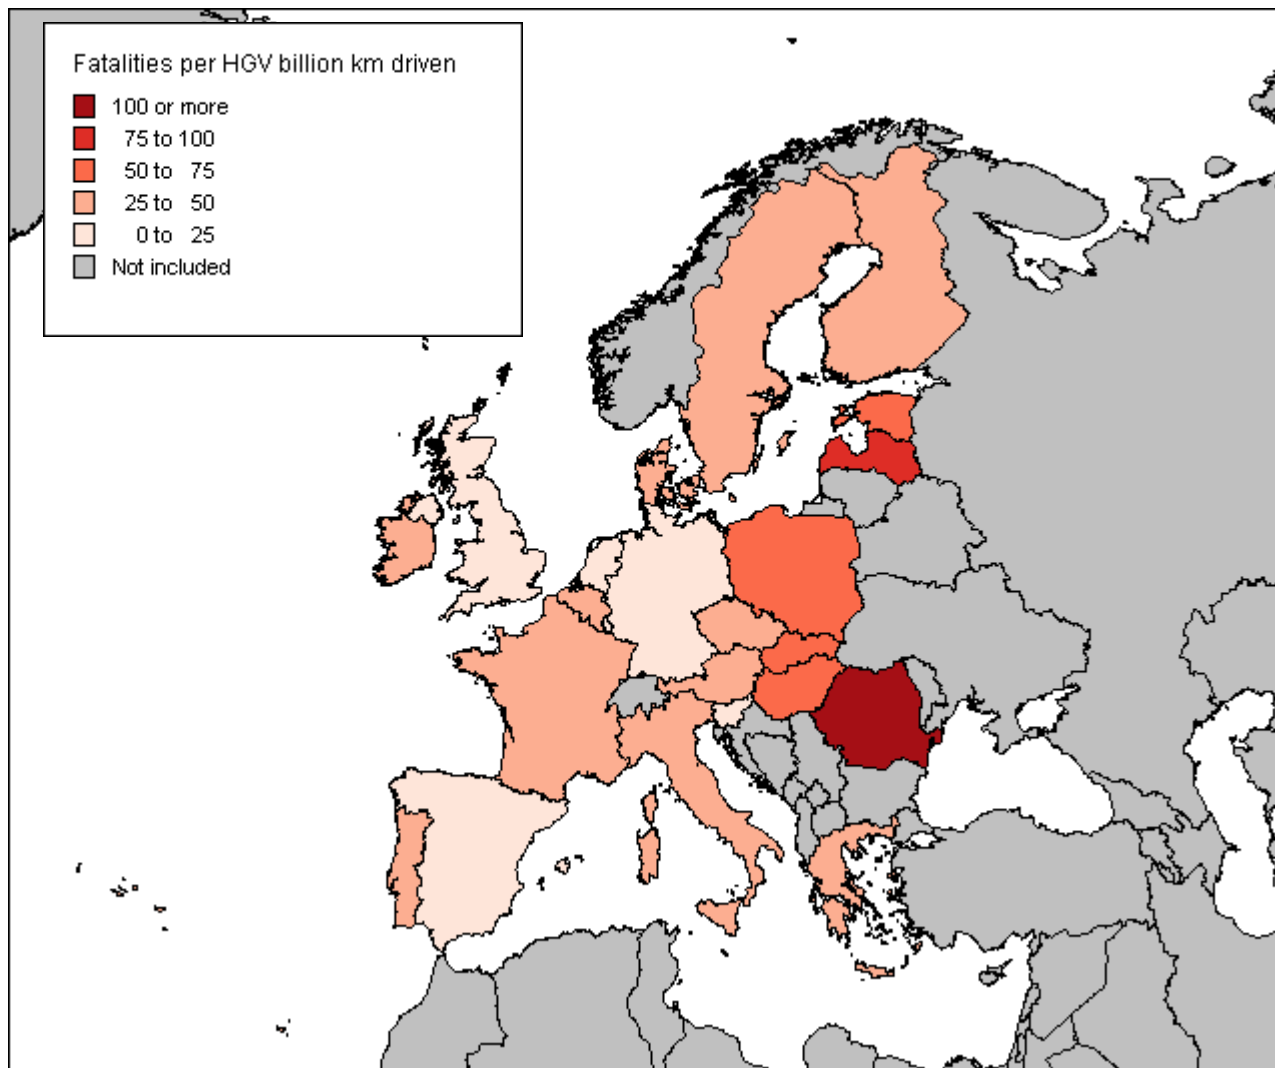 Fatalities per HGV billion km driven
100 or more
75 to 100
50 to 75
25 to 50
0 to 25
Not included